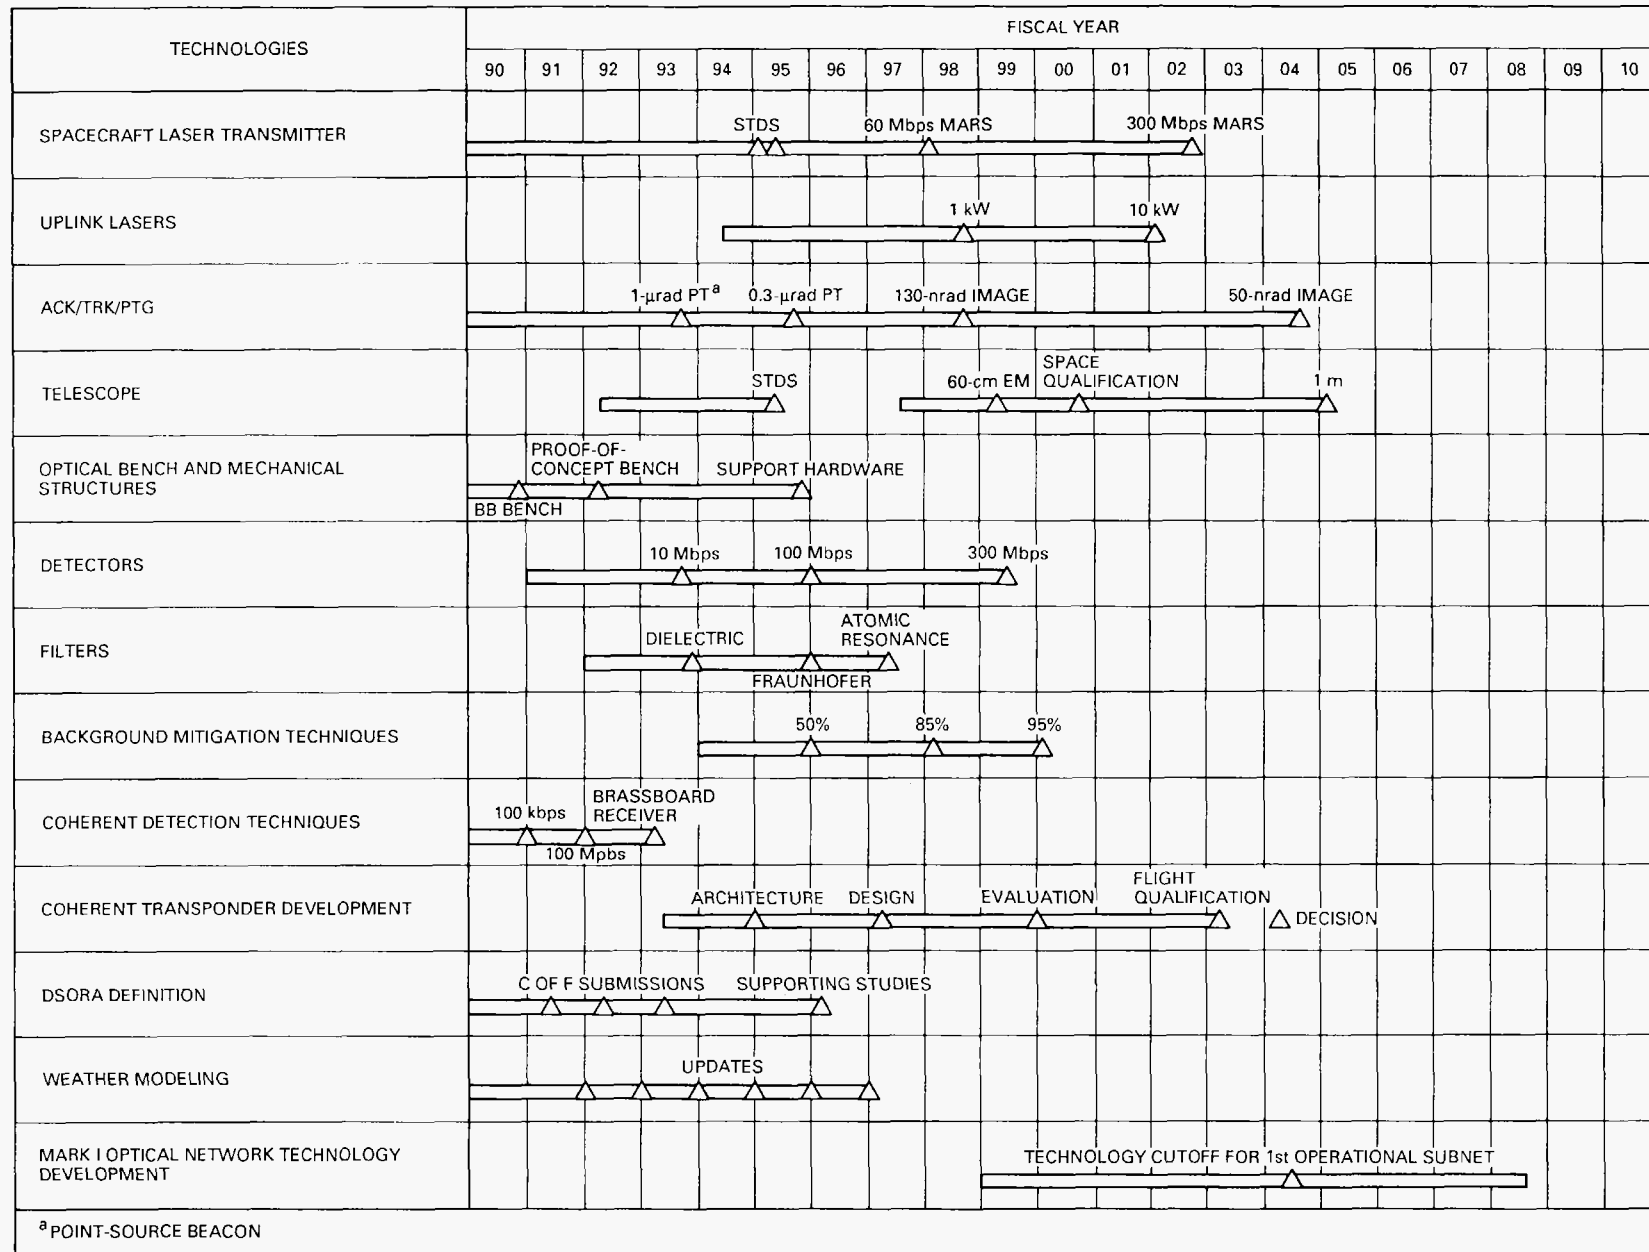 TECHNOLOGIES
FISCAL YEAR
90 91 92 93 94 95 96 97 98 99 00 01 02 03 04 05 06 07 08 09 10
SPACECRAFT LASER TRANSMITTER
STDS 60 Mbps MARS 300 Mbps MARS
UPLINK LASERS
1 kW 10 kW
ACK/TRK/PTG
1-μrad PTᵃ 0.3-μrad PT 130-nrad IMAGE 50-nrad IMAGE
TELESCOPE
STDS 60-cm EM SPACE
QUALIFICATION 1 m
OPTICAL BENCH AND MECHANICAL
STRUCTURES
PROOF-OF-
CONCEPT BENCH SUPPORT HARDWARE
BB BENCH
DETECTORS
10 Mbps 100 Mbps 300 Mbps
FILTERS
DIELECTRIC ATOMIC
RESONANCE
FRAUNHOFER
BACKGROUND MITIGATION TECHNIQUES
50% 85% 95%
COHERENT DETECTION TECHNIQUES
100 kbps BRASSBOARD
RECEIVER
100 Mpbs
COHERENT TRANSPONDER DEVELOPMENT
ARCHITECTURE DESIGN EVALUATION FLIGHT
QUALIFICATION DECISION
DSORA DEFINITION
C OF F SUBMISSIONS SUPPORTING STUDIES
WEATHER MODELING
UPDATES
MARK I OPTICAL NETWORK TECHNOLOGY
DEVELOPMENT
TECHNOLOGY CUTOFF FOR 1st OPERATIONAL SUBNET
ᵃPOINT-SOURCE BEACON